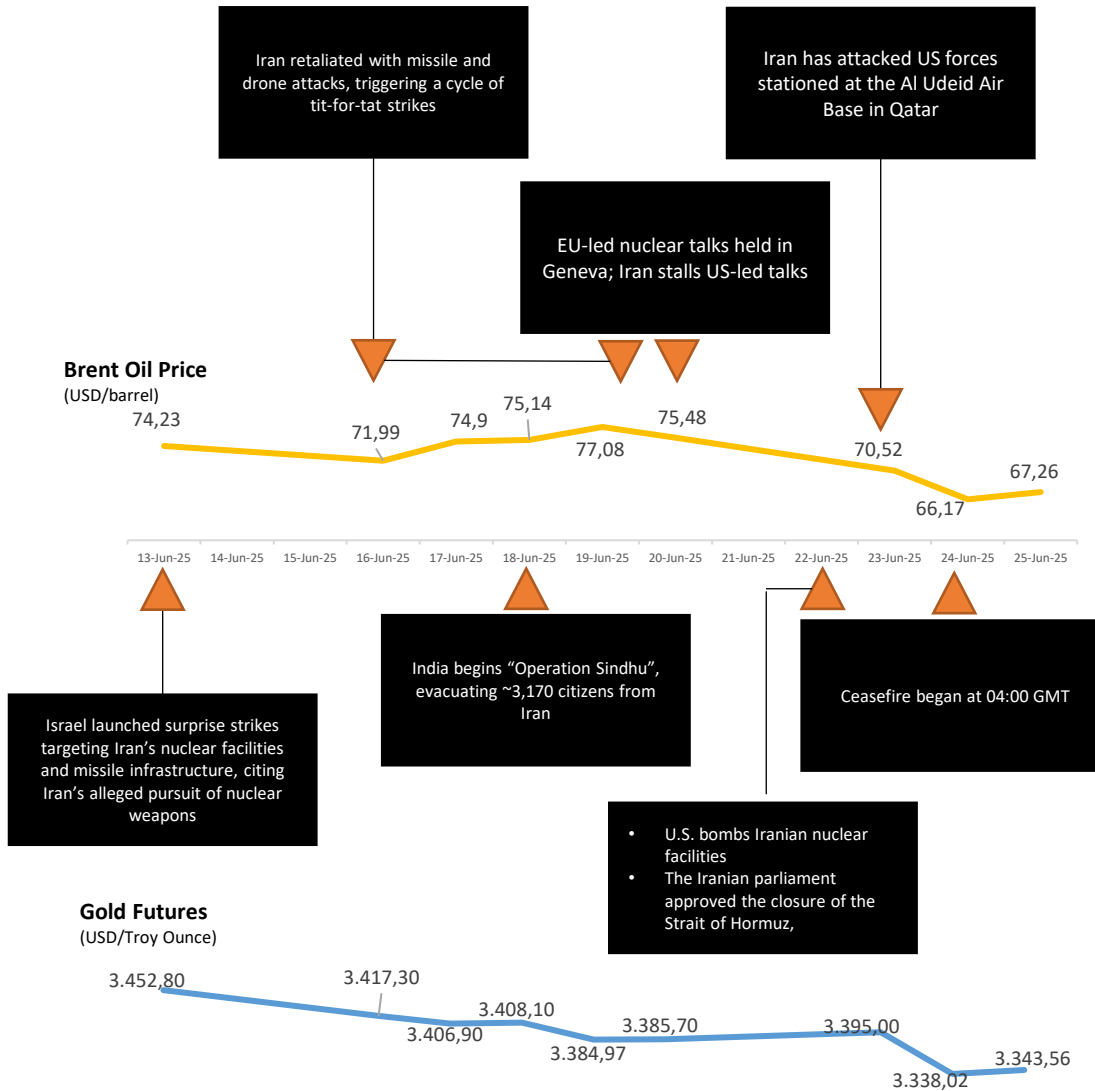 Iran retaliated with missile and
drone attacks, triggering a cycle of
tit-for-tat strikes
Iran has attacked US forces
stationed at the Al Udeid Air
Base in Qatar
EU-led nuclear talks held in
Geneva; Iran stalls US-led talks
Brent Oil Price
(USD/barrel)
74,23
71,99
74,9
75,14
77,08
75,48
70,52
66,17
67,26
13-Jun-25
14-Jun-25
15-Jun-25
16-Jun-25
17-Jun-25
18-Jun-25
19-Jun-25
20-Jun-25
21-Jun-25
22-Jun-25
23-Jun-25
24-Jun-25
25-Jun-25
Israel launched surprise strikes
targeting Iran’s nuclear facilities
and missile infrastructure, citing
Iran’s alleged pursuit of nuclear
weapons
India begins “Operation Sindhu”,
evacuating ~3,170 citizens from
Iran
Ceasefire began at 04:00 GMT
• U.S. bombs Iranian nuclear
facilities
• The Iranian parliament
approved the closure of the
Strait of Hormuz,
Gold Futures
(USD/Troy Ounce)
3.452,80
3.417,30
3.406,90
3.408,10
3.384,97
3.385,70
3.395,00
3.338,02
3.343,56